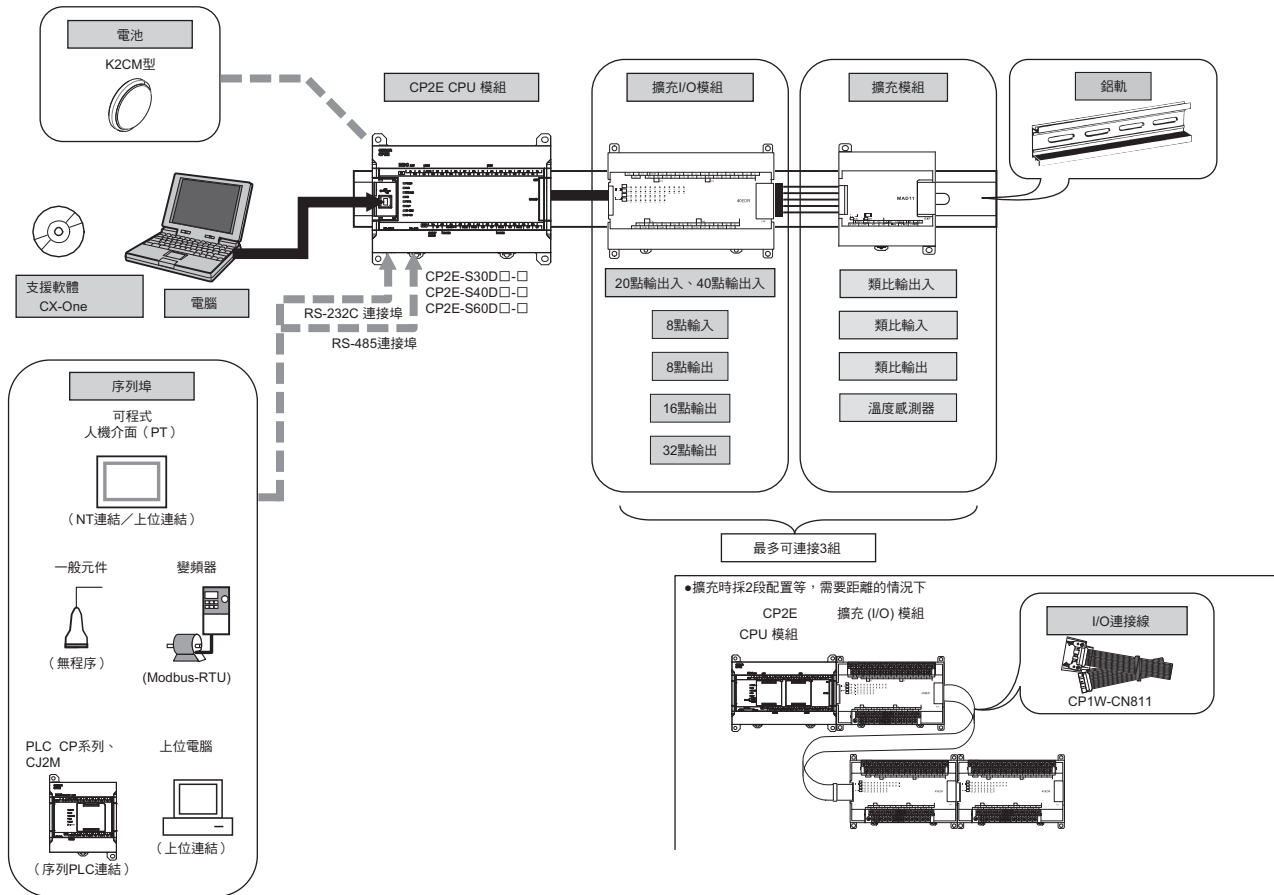 電池
K2CM型
CP2E CPU 模組
擴充I/O模組
擴充模組
鋁軌
40EDR
MAD11
支援軟體
CX-One
電腦
CP2E-S30D□-□
CP2E-S40D□-□
CP2E-S60D□-□
RS-232C 連接埠
RS-485連接埠
20點輸出入、40點輸出入
8點輸入
8點輸出
16點輸出
32點輸出
類比輸出入
類比輸入
類比輸出
溫度感測器
最多可連接3組
序列埠
可程式
人機介面（PT）
（NT連結／上位連結）
一般元件
變頻器
（無程序）
(Modbus-RTU)
PLC CP系列、
CJ2M
上位電腦
（序列PLC連結）
（上位連結）
●擴充時採2段配置等，需要距離的情況下
CP2E
CPU 模組
擴充 (I/O) 模組
I/O連接線
CP1W-CN811